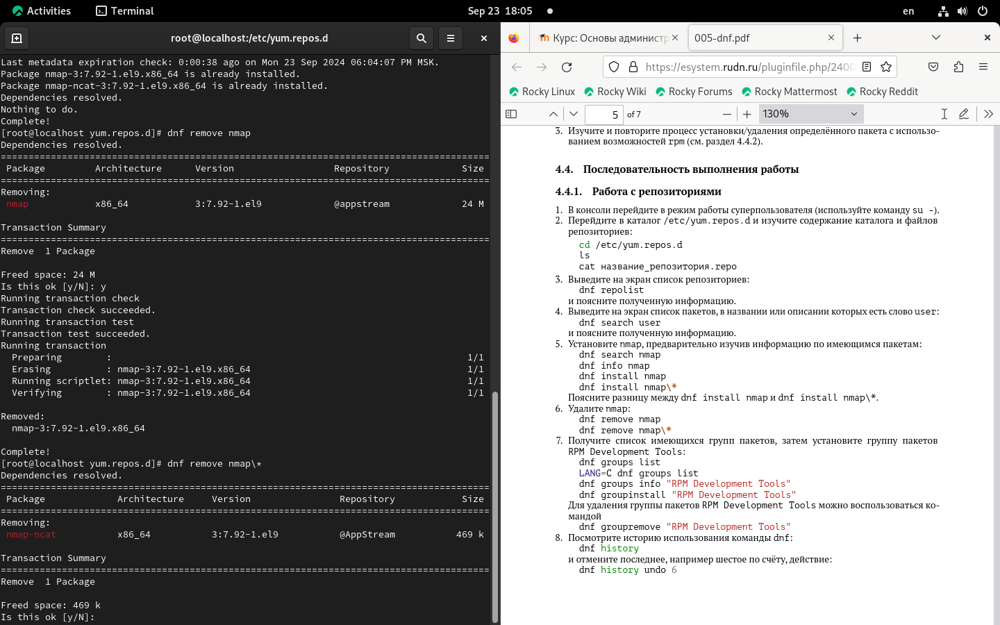 Activities
Terminal
Sep 23 18:05
en
root@localhost:/etc/yum.repos.d
Last metadata expiration check: 0:00:38 ago on Mon 23 Sep 2024 06:04:07 PM MSK.
Package nmap-3:7.92-1.el9.x86_64 is already installed.
Package nmap-ncat-3:7.92-1.el9.x86_64 is already installed.
Dependencies resolved.
Nothing to do.
Complete!
[root@localhost yum.repos.d]# dnf remove nmap
Dependencies resolved.
================================================================================
Package Architecture Version Repository Size
================================================================================
Removing:
nmap x86_64 3:7.92-1.el9 @appstream 24 M
Transaction Summary
================================================================================
Remove 1 Package
Freed space: 24 M
Is this ok [y/N]: y
Running transaction check
Transaction check succeeded.
Running transaction test
Transaction test succeeded.
Running transaction
Preparing : 1/1
Erasing : nmap-3:7.92-1.el9.x86_64 1/1
Running scriptlet: nmap-3:7.92-1.el9.x86_64 1/1
Verifying : nmap-3:7.92-1.el9.x86_64 1/1
Removed:
nmap-3:7.92-1.el9.x86_64
Complete!
[root@localhost yum.repos.d]# dnf remove nmap\*
Dependencies resolved.
================================================================================
Package Architecture Version Repository Size
================================================================================
Removing:
nmap-ncat x86_64 3:7.92-1.el9 @AppStream 469 k
Transaction Summary
================================================================================
Remove 1 Package
Freed space: 469 k
Is this ok [y/N]:
Курс: Основы администр
005-dnf.pdf
https://esystem.rudn.ru/pluginfile.php/2400
Rocky Linux
Rocky Wiki
Rocky Forums
Rocky Mattermost
Rocky Reddit
5 of 7
130%
3. Изучите и повторите процесс установки/удаления определённого пакета с использо-
ванием возможностей rpm (см. раздел 4.4.2).
4.4. Последовательность выполнения работы
4.4.1. Работа с репозиториями
1. В консоли перейдите в режим работы суперпользователя (используйте команду su -).
2. Перейдите в каталог /etc/yum.repos.d и изучите содержание каталога и файлов
репозиториев:
cd /etc/yum.repos.d
ls
cat название_репозитория.repo
3. Выведите на экран список репозиториев:
dnf repolist
и поясните полученную информацию.
4. Выведите на экран список пакетов, в названии или описании которых есть слово user:
dnf search user
и поясните полученную информацию.
5. Установите nmap, предварительно изучив информацию по имеющимся пакетам:
dnf search nmap
dnf info nmap
dnf install nmap
dnf install nmap\*
Поясните разницу между dnf install nmap и dnf install nmap\*.
6. Удалите nmap:
dnf remove nmap
dnf remove nmap\*
7. Получите список имеющихся групп пакетов, затем установите группу пакетов
RPM Development Tools:
dnf groups list
LANG=C dnf groups list
dnf groups info "RPM Development Tools"
dnf groupinstall "RPM Development Tools"
Для удаления группы пакетов RPM Development Tools можно воспользоваться ко-
мандой
dnf groupremove "RPM Development Tools"
8. Посмотрите историю использования команды dnf:
dnf history
и отмените последнее, например шестое по счёту, действие:
dnf history undo 6